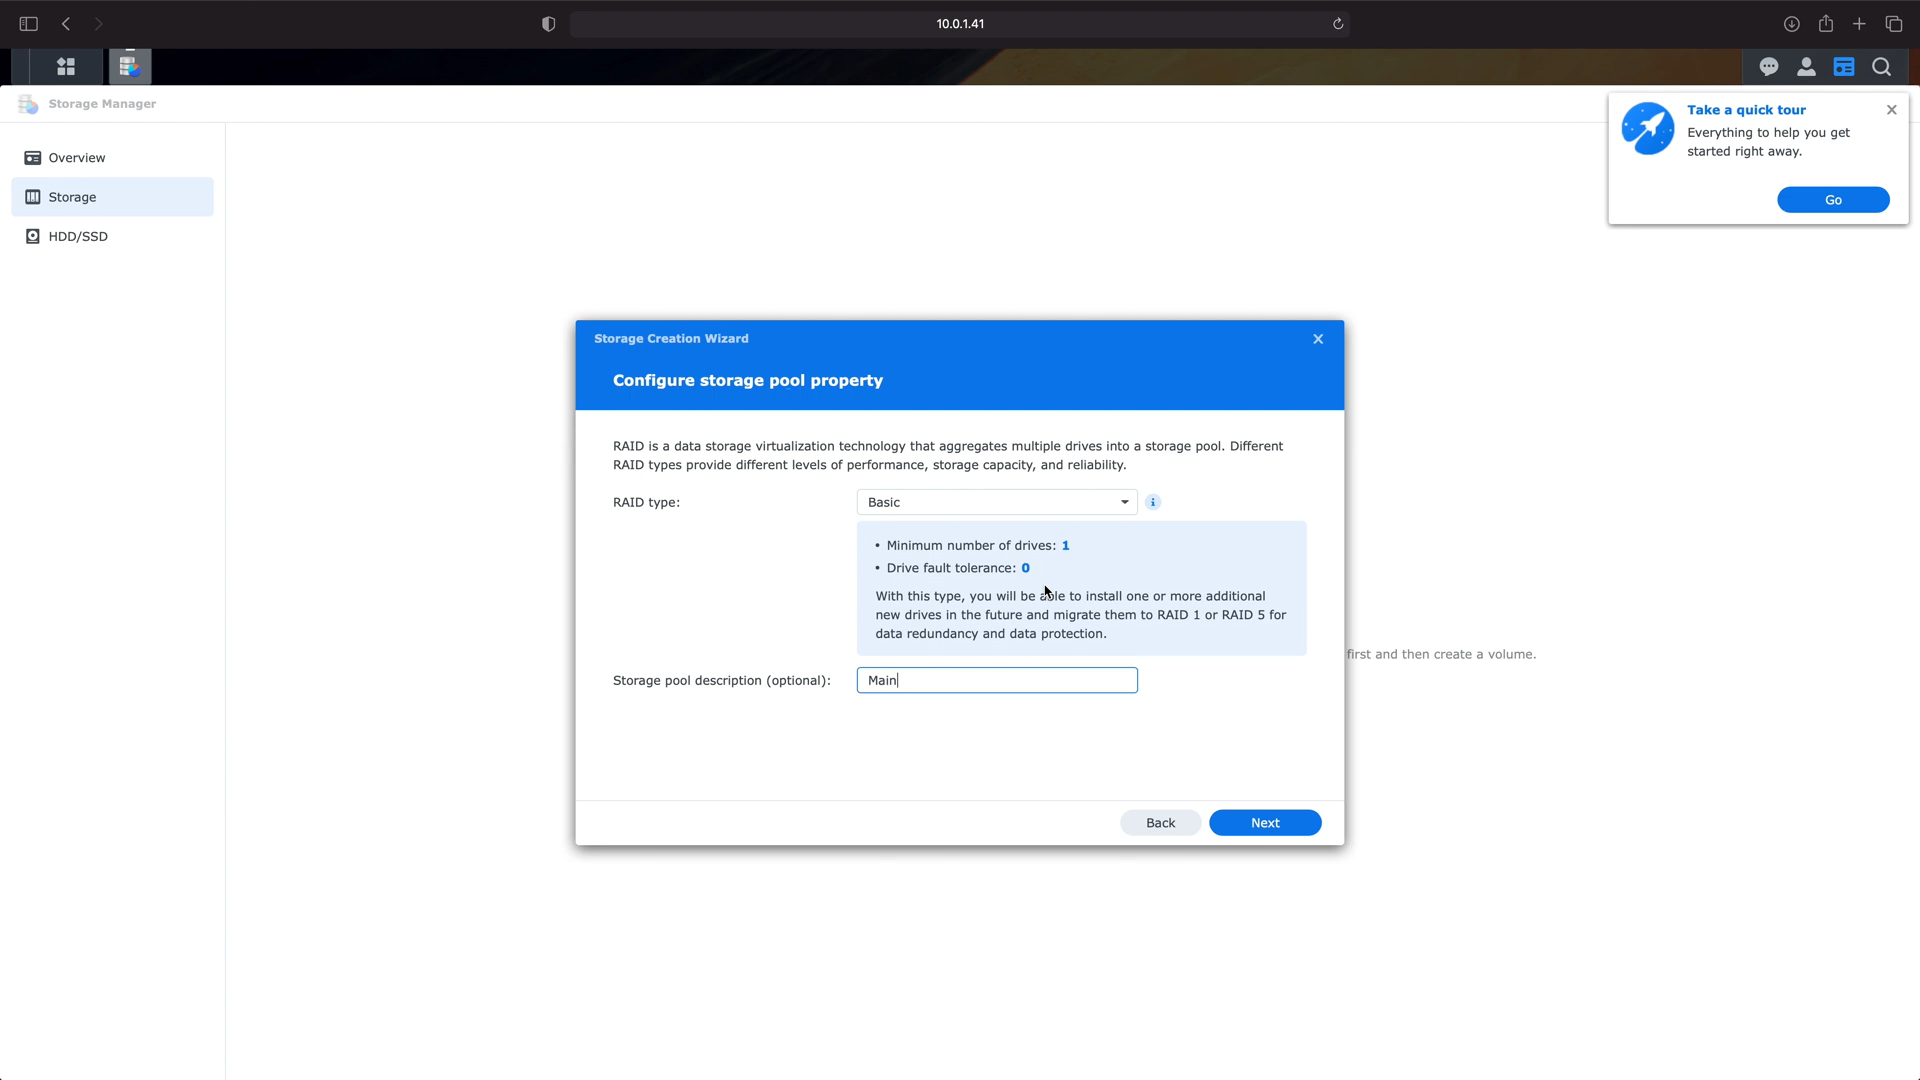 10.0.1.41
Storage Manager
Take a quick tour
Everything to help you get
started right away.
Go
Overview
Storage
HDD/SSD
Storage Creation Wizard
Configure storage pool property
RAID is a data storage virtualization technology that aggregates multiple drives into a storage pool. Different
RAID types provide different levels of performance, storage capacity, and reliability.
RAID type:
Basic
• Minimum number of drives: 1
• Drive fault tolerance: 0
With this type, you will be able to install one or more additional
new drives in the future and migrate them to RAID 1 or RAID 5 for
data redundancy and data protection.
first and then create a volume.
Storage pool description (optional):
Main
Back
Next